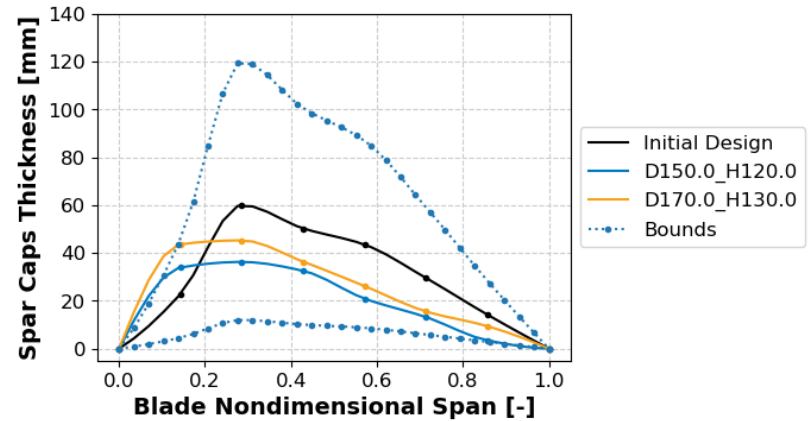 140
120
100
80
60
40
20
0
Spar Caps Thickness [mm]
0.0
0.2
0.4
0.6
0.8
1.0
Blade Nondimensional Span [-]
Initial Design
D150.0_H120.0
D170.0_H130.0
Bounds